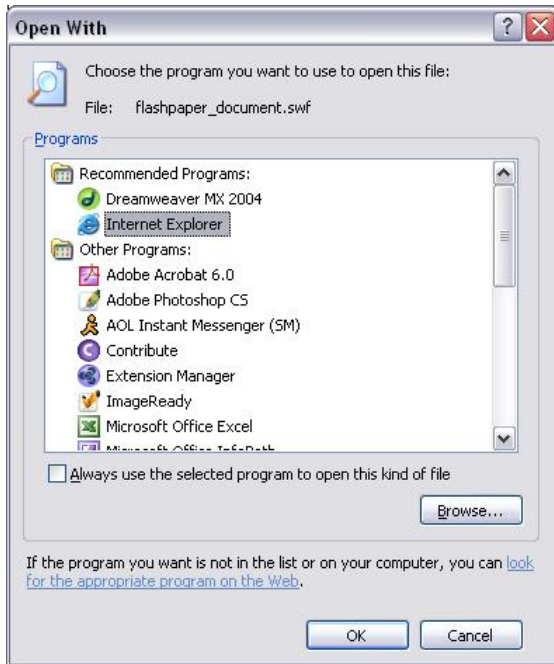 Open With
Choose the program you want to use to open this file:
File: flashpaper_document.swf
Programs
Recommended Programs:
Dreamweaver MX 2004
Internet Explorer
Other Programs:
Adobe Acrobat 6.0
Adobe Photoshop CS
AOL Instant Messenger (SM)
Contribute
Extension Manager
ImageReady
Microsoft Office Excel
Microsoft Office InfoPath
Always use the selected program to open this kind of file
Browse...
If the program you want is not in the list or on your computer, you can look
for the appropriate program on the Web.
OK Cancel